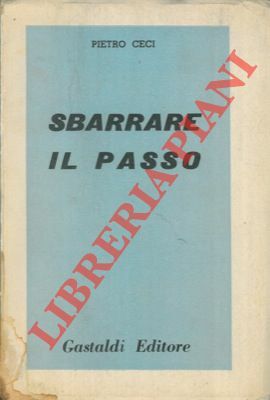 PIETRO CECI
SBARRARE
IL PASSO
LIBRERIAPIANI
Gastaldi Editore